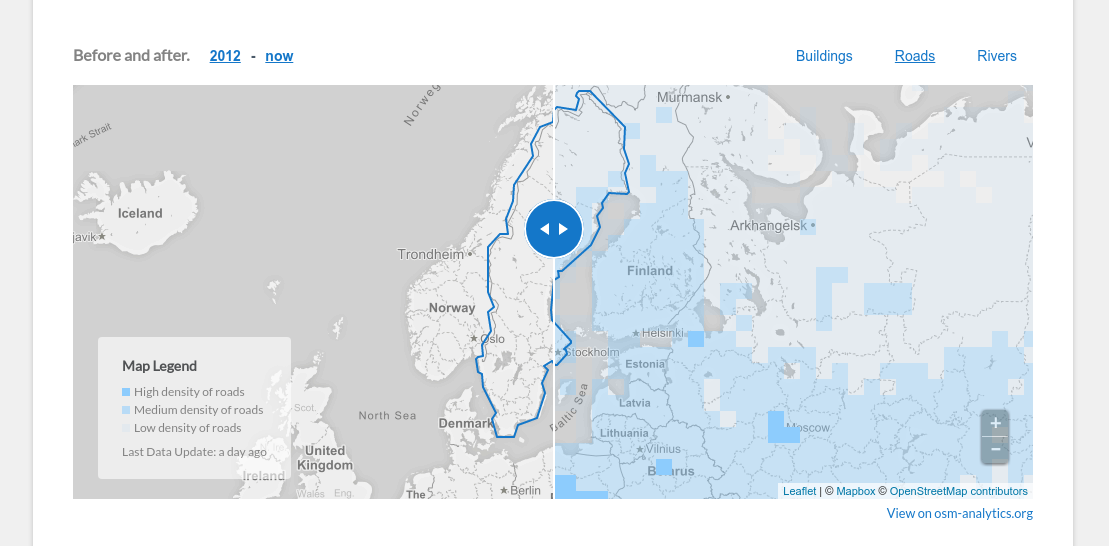 Before and after. 2012 - now
Buildings Roads Rivers
Norweg
Murmansk
ark Strait
Iceland
javik
Arkhangelsk
Trondheim
Finland
Norway
Oslo
Helsinki
Stockholm
Estonia
Map Legend
High density of roads
Medium density of roads
Low density of roads
Last Data Update: a day ago
Scot.
North Sea
Baltic Sea
Latvia
Denmark
Lithuania
Moscow
Vilnius
United
Kingdom
Ireland
Wales Eng.
The
Berlin
Belarus
+
−
Leaflet | © Mapbox © OpenStreetMap contributors
View on osm-analytics.org